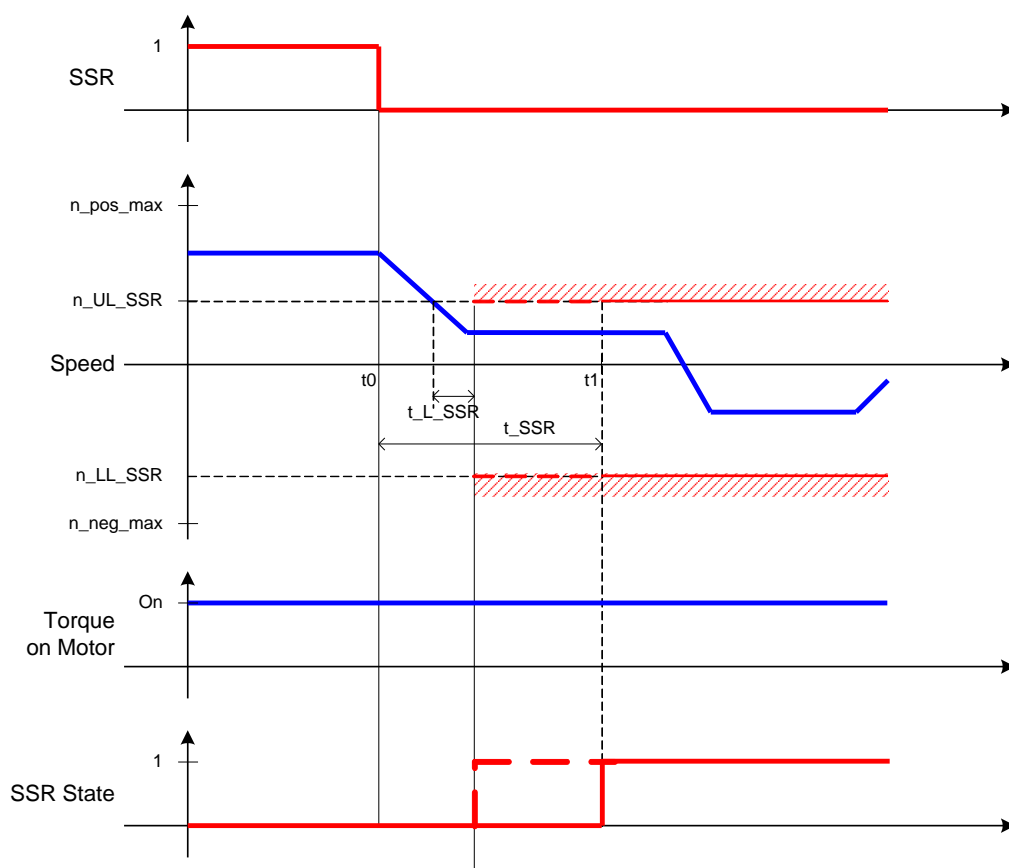 1
SSR
n_pos_max
n_UL_SSR
Speed
t0
t1
t_L_SSR
t_SSR
n_LL_SSR
n_neg_max
On
Torque
on Motor
1
SSR State